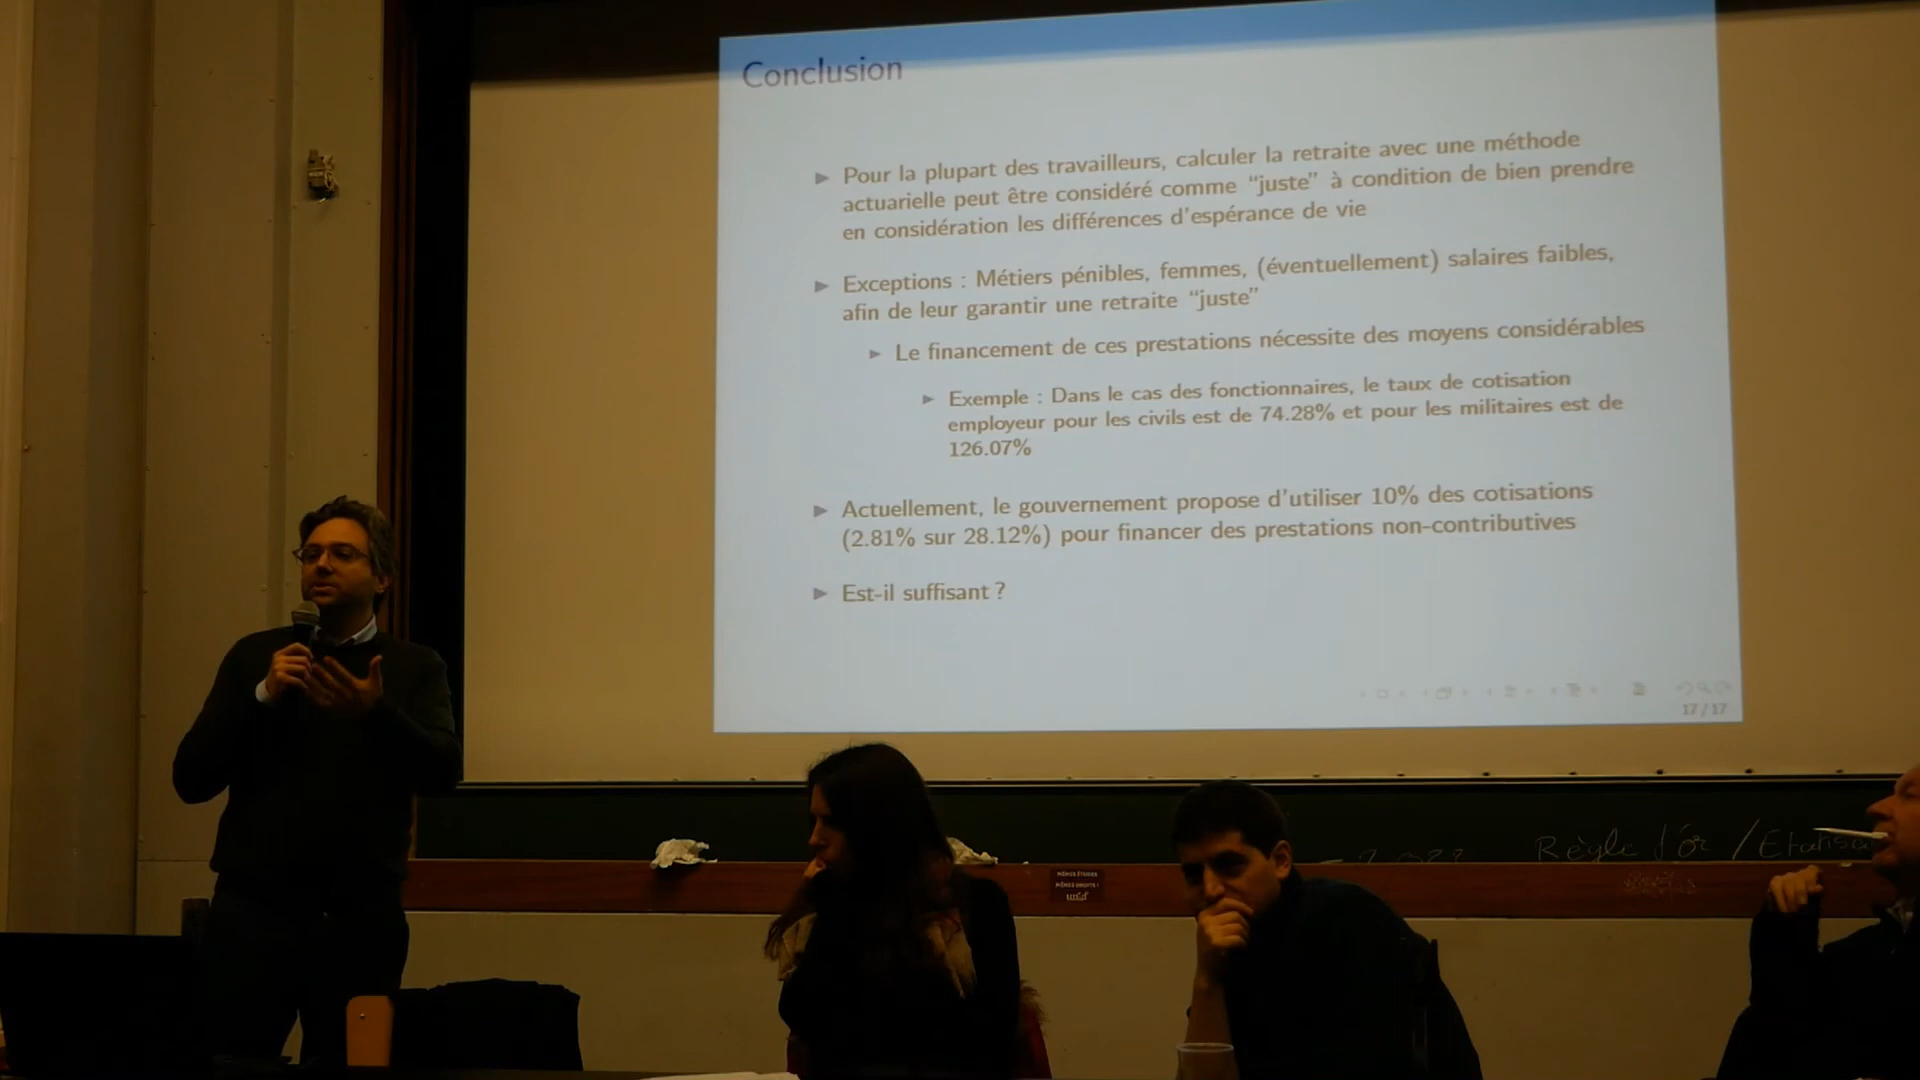 Conclusion
▶ Pour la plupart des travailleurs, calculer la retraite avec une méthode
actuarielle peut être considéré comme “juste” à condition de bien prendre
en considération les différences d'espérance de vie
▶ Exceptions : Métiers pénibles, femmes, (éventuellement) salaires faibles,
afin de leur garantir une retraite “juste”
▶ Le financement de ces prestations nécessite des moyens considérables
▶ Exemple : Dans le cas des fonctionnaires, le taux de cotisation
employeur pour les civils est de 74.28% et pour les militaires est de
126.07%
▶ Actuellement, le gouvernement propose d'utiliser 10% des cotisations
(2.81% sur 28.12%) pour financer des prestations non-contributives
▶ Est-il suffisant ?
17 / 17
Règle d'or /
MÊMES ÉTUDES
MÊMES DROITS !